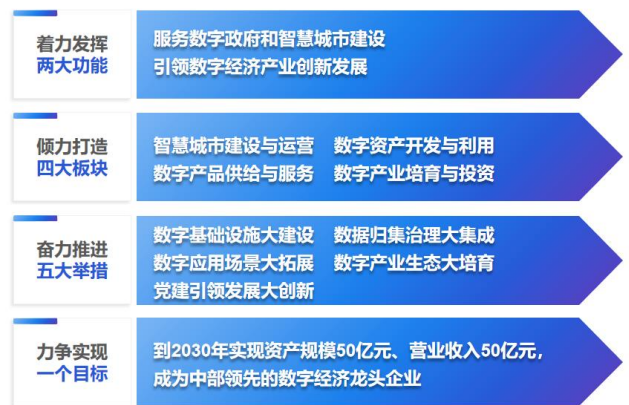 着力发挥
两大功能
服务数字政府和智慧城市建设
引领数字经济产业创新发展
倾力打造
四大板块
智慧城市建设与运营 数字资产开发与利用
数字产品供给与服务 数字产业培育与投资
奋力推进
五大举措
数字基础设施大建设 数据归集治理大集成
数字应用场景大拓展 数字产业生态大培育
党建引领发展大创新
力争实现
一个目标
到2030年实现资产规模50亿元、营业收入50亿元，
成为中部领先的数字经济龙头企业